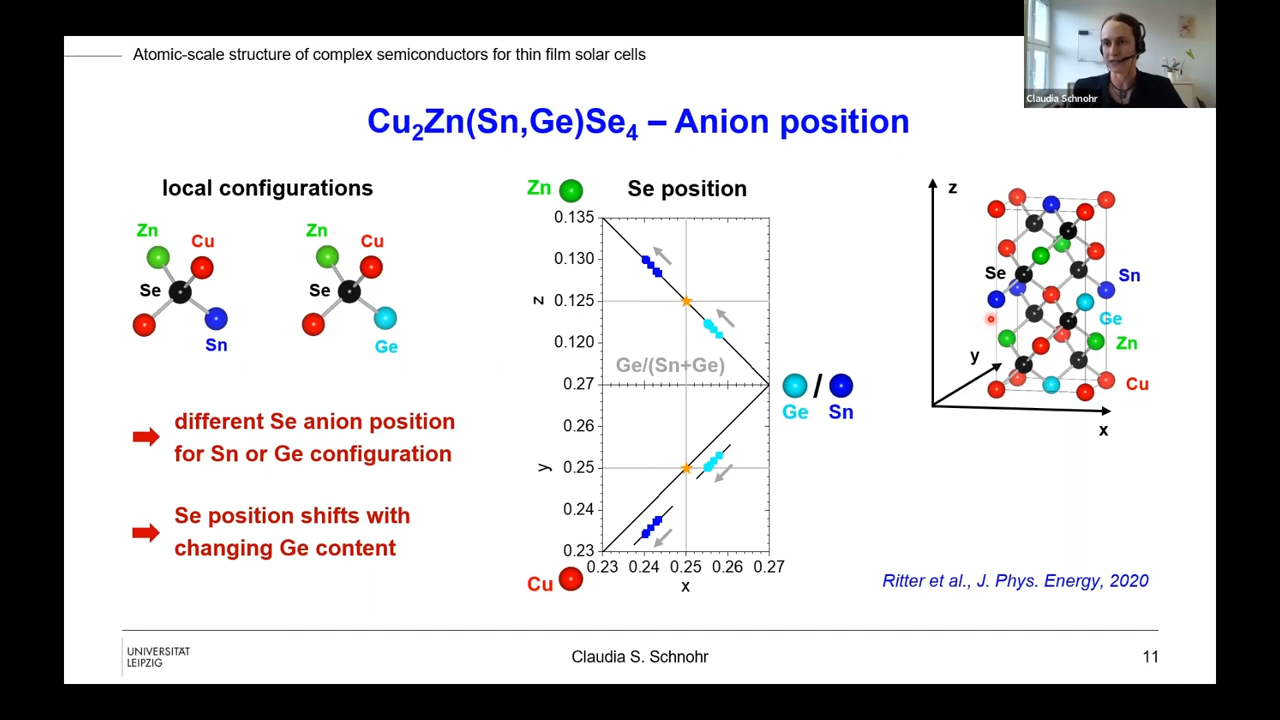 Atomic-scale structure of complex semiconductors for thin film solar cells
Claudia Schnohr
Cu₂Zn(Sn,Ge)Se₄ – Anion position
local configurations
Zn
Cu
Se
Sn
Zn
Cu
Se
Ge
different Se anion position
for Sn or Ge configuration
Se position shifts with
changing Ge content
Zn
Se position
0.135
0.130
0.125
0.120
z
Ge/(Sn+Ge)
0.27
0.26
0.25
0.24
0.23
y
0.23 0.24 0.25 0.26 0.27
x
Cu
Ge
/
Sn
z
Se
Sn
Ge
Zn
Cu
y
x
Ritter et al., J. Phys. Energy, 2020
UNIVERSITÄT
LEIPZIG
Claudia S. Schnohr
11